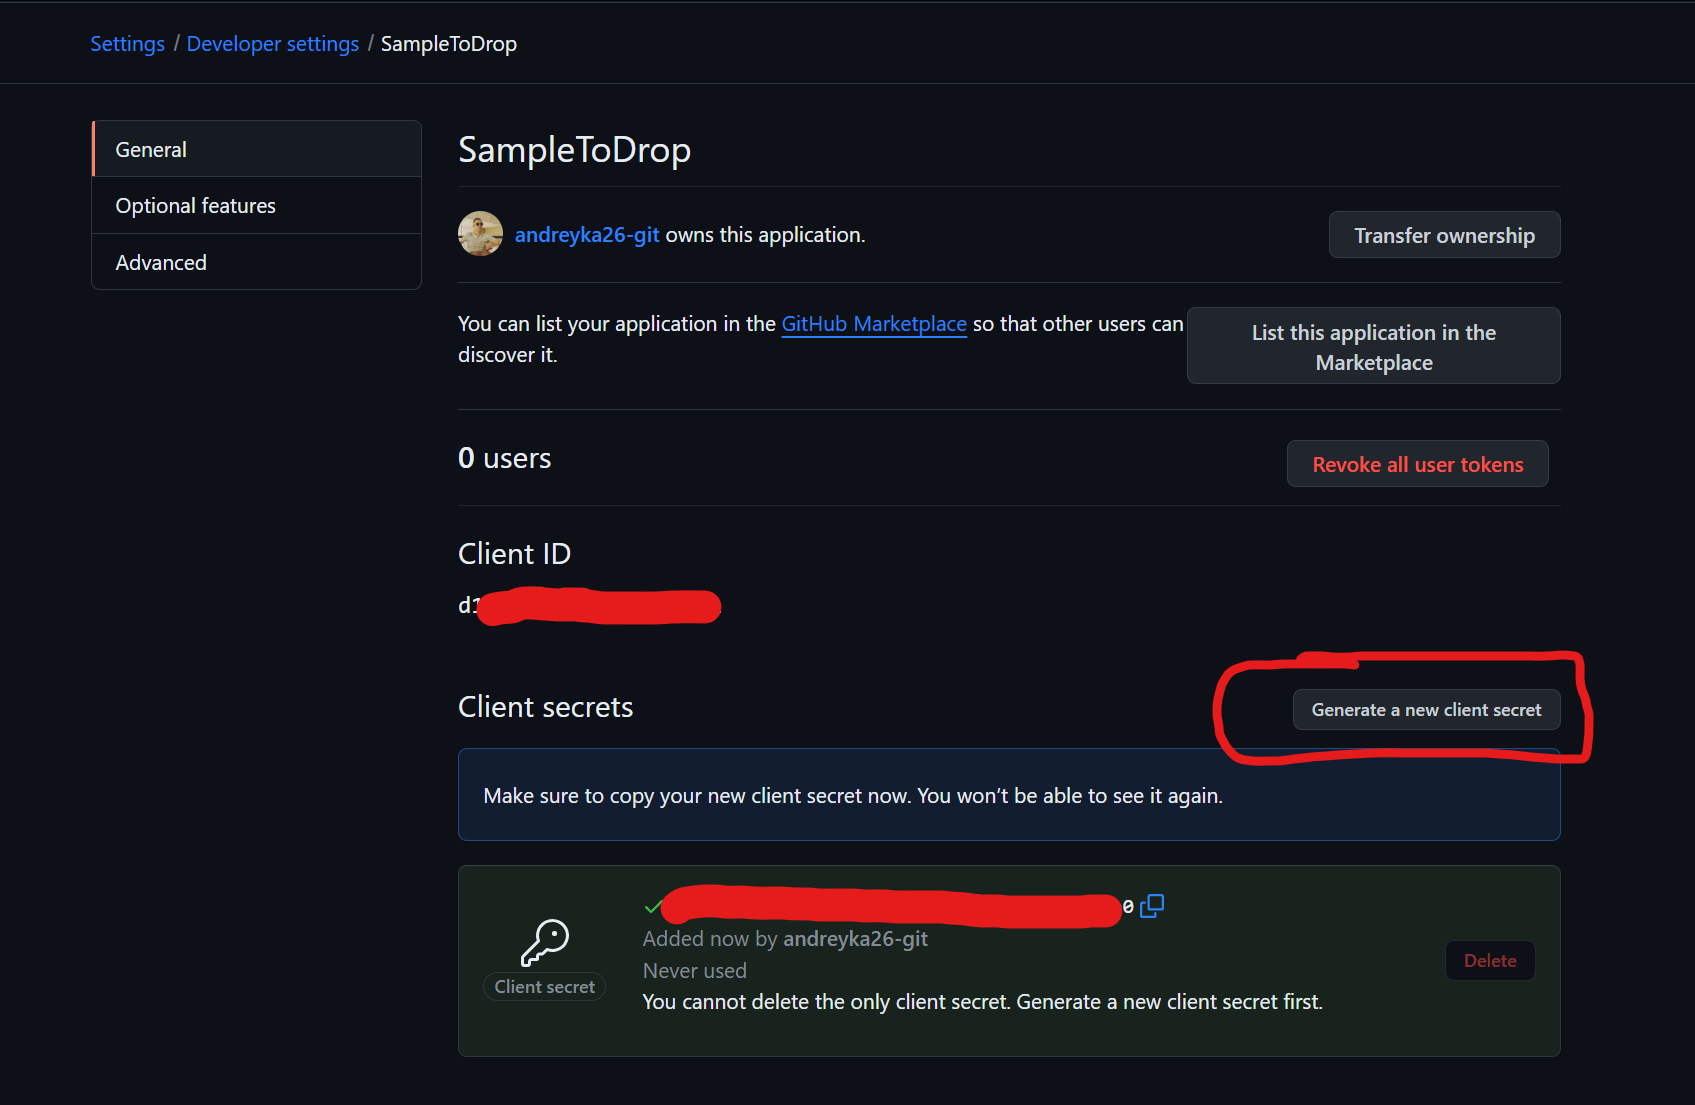 Settings / Developer settings / SampleToDrop
General
Optional features
Advanced
SampleToDrop
andreyka26-git owns this application.
Transfer ownership
You can list your application in the GitHub Marketplace so that other users can
discover it.
List this application in the
Marketplace
0 users
Revoke all user tokens
Client ID
d1
Client secrets
Generate a new client secret
Make sure to copy your new client secret now. You won’t be able to see it again.
0
Added now by andreyka26-git
Never used
You cannot delete the only client secret. Generate a new client secret first.
Client secret
Delete